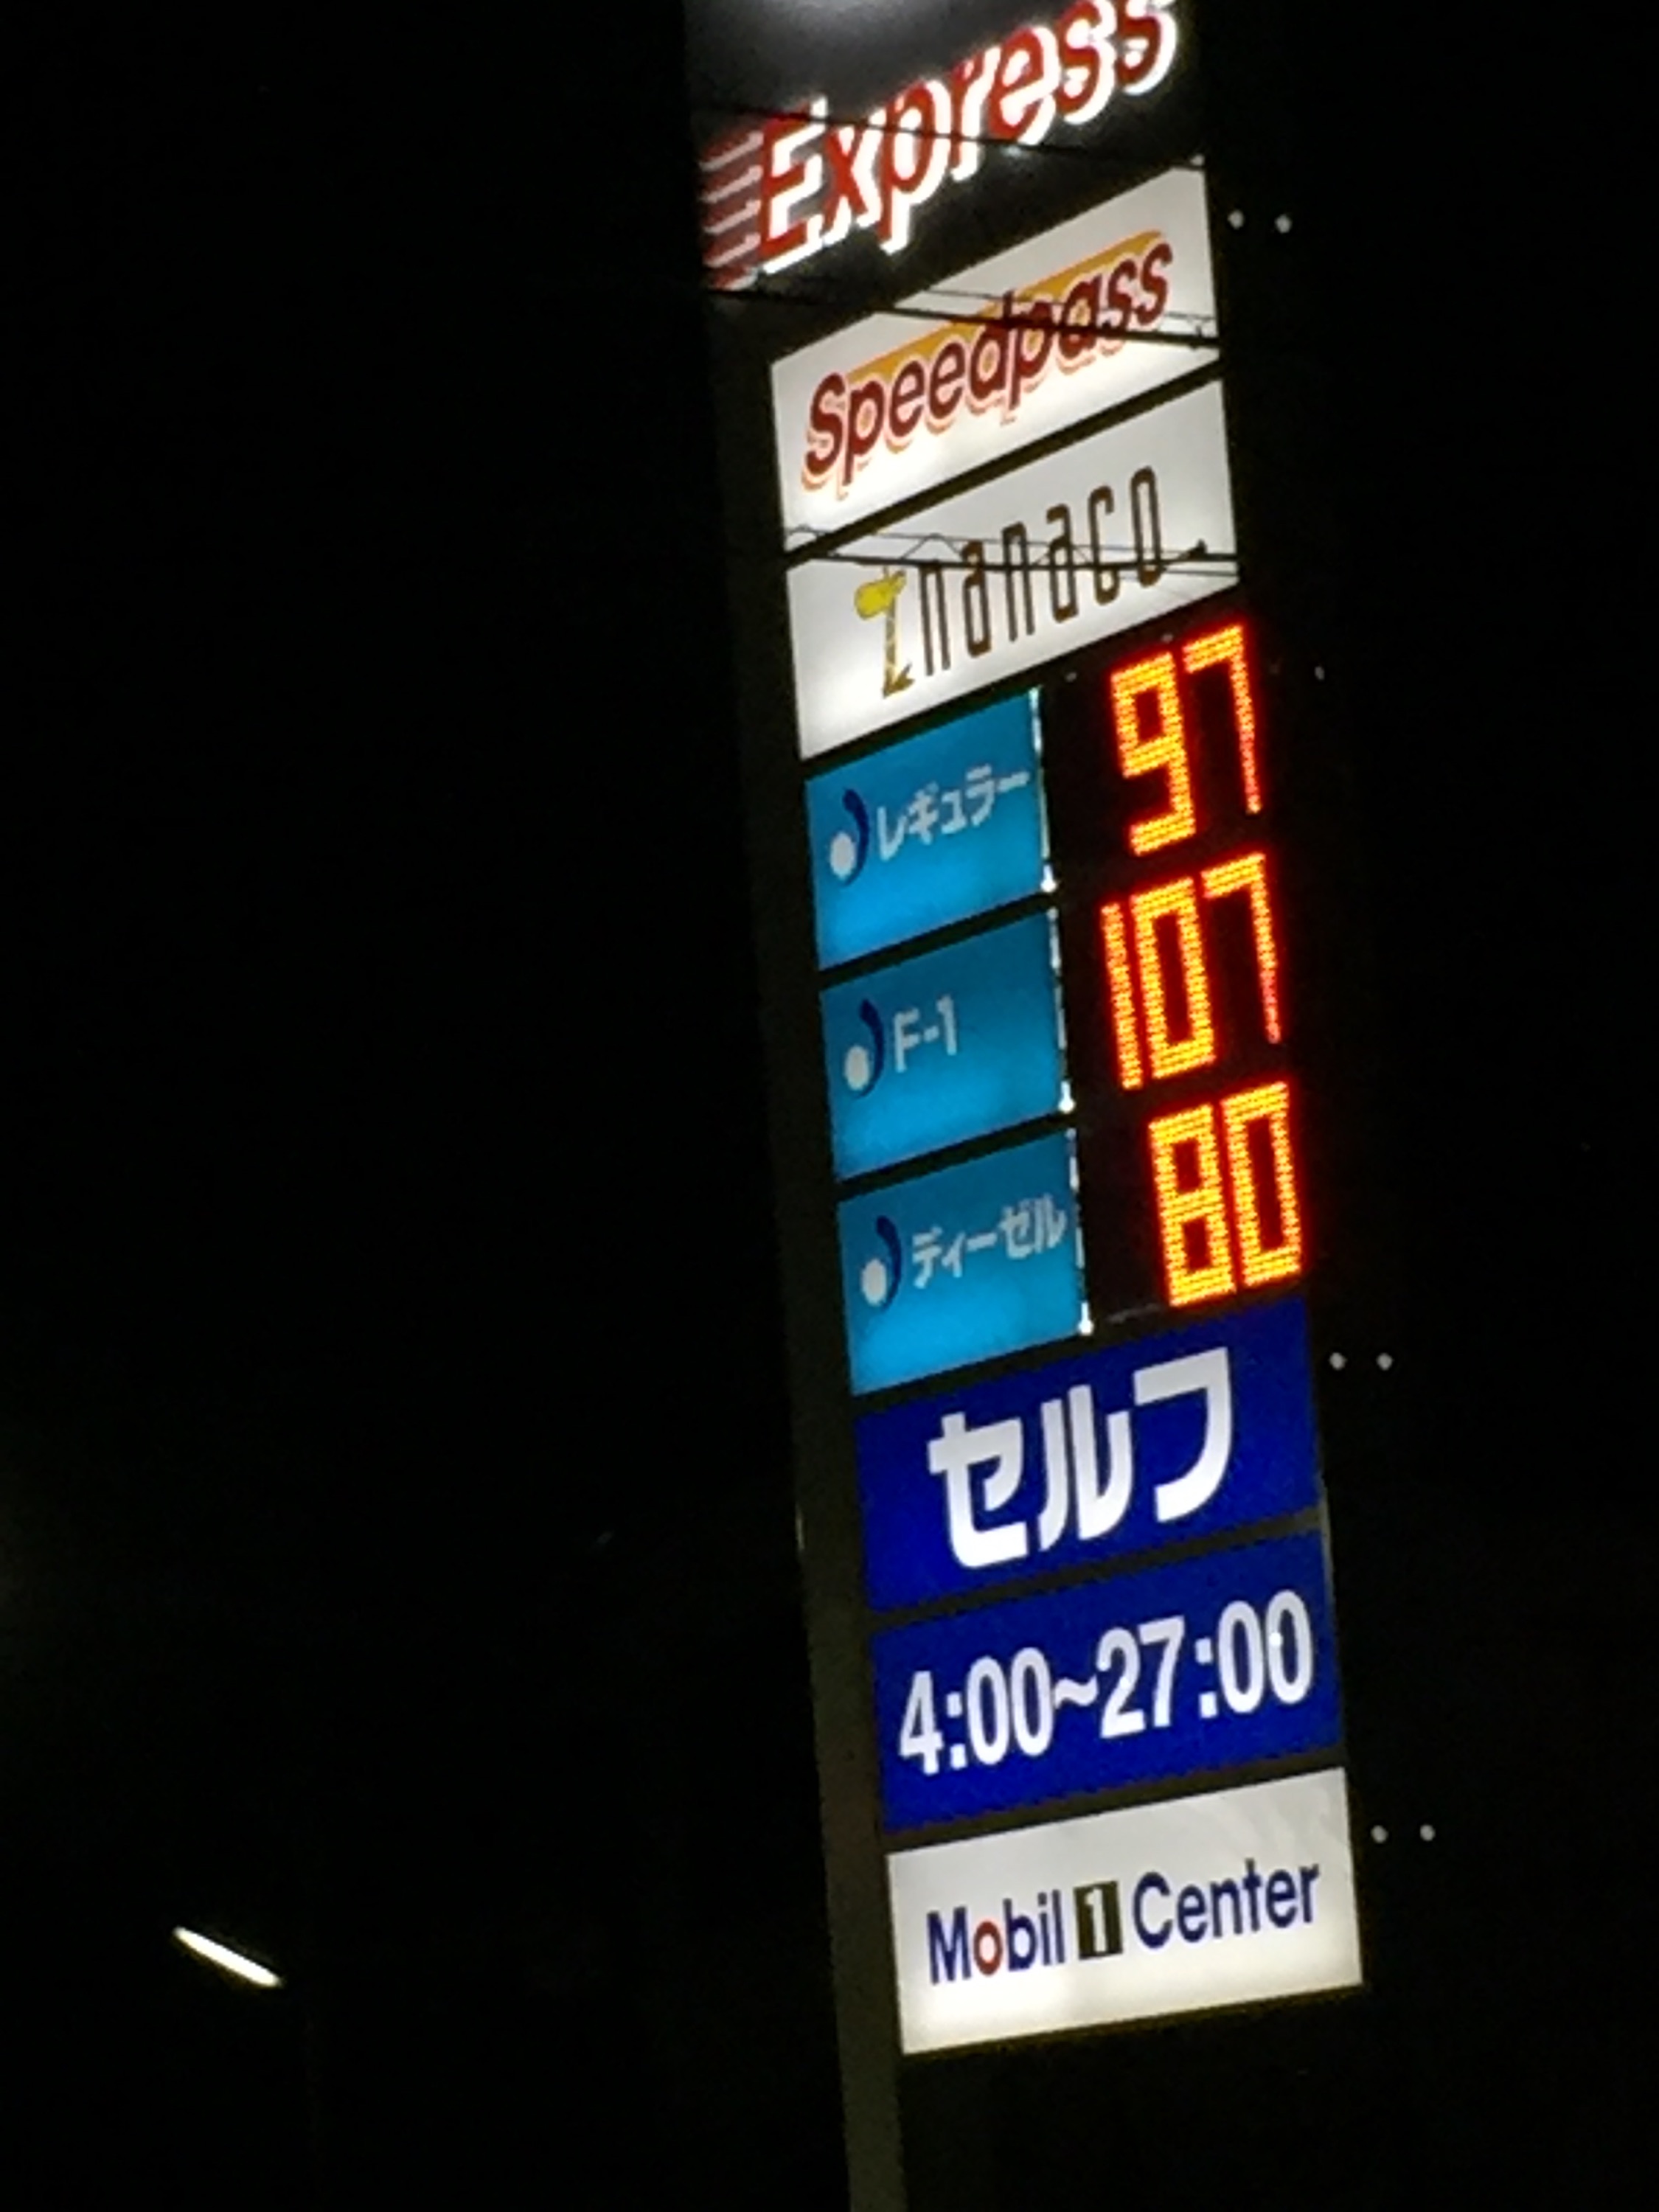 Express
Speedpass
nanaco
レギュラー 97
F-1 107
ディーゼル 80
セルフ
4:00~27:00
Mobil 1 Center